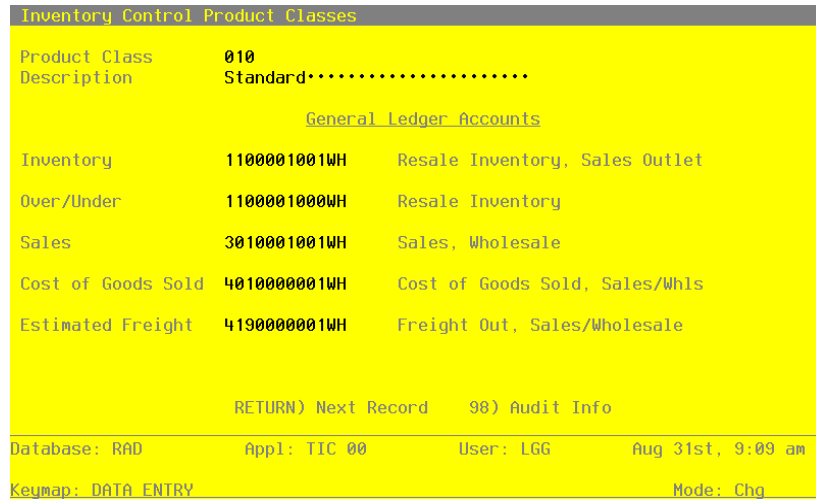 Inventory Control Product Classes
Product Class 010
Description Standard······················
General Ledger Accounts
Inventory 1100001001WH Resale Inventory, Sales Outlet
Over/Under 1100001000WH Resale Inventory
Sales 3010001001WH Sales, Wholesale
Cost of Goods Sold 4010000001WH Cost of Goods Sold, Sales/Whls
Estimated Freight 4190000001WH Freight Out, Sales/Wholesale
RETURN) Next Record 98) Audit Info
Database: RAD Appl: TIC 00 User: LGG Aug 31st, 9:09 am
Keymap: DATA ENTRY Mode: Chg